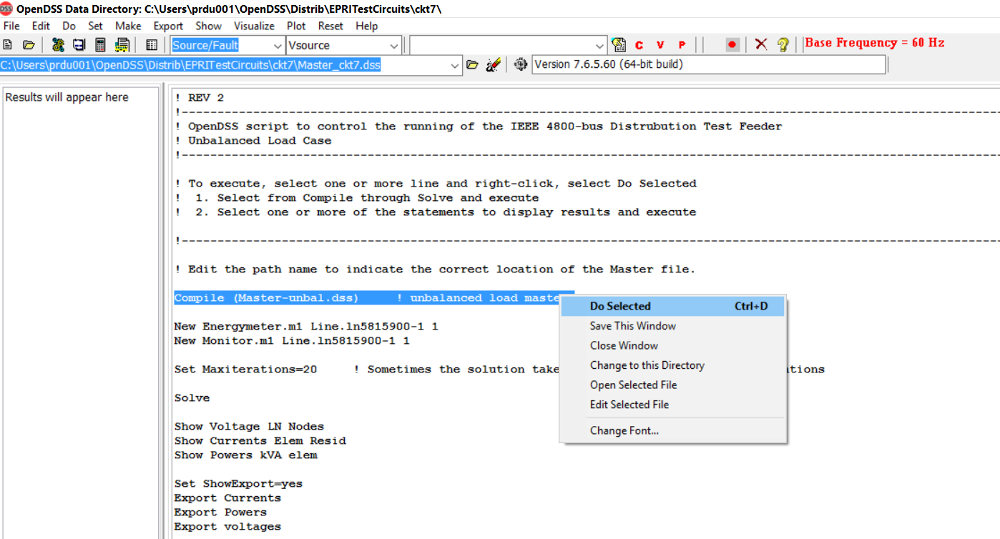 DSS OpenDSS Data Directory: C:\Users\prdu001\OpenDSS\Distrib\EPRITestCircuits\ckt7\
File Edit Do Set Make Export Show Visualize Plot Reset Help
Source/Fault Vsource C V P Base Frequency = 60 Hz
C:\Users\prdu001\OpenDSS\Distrib\EPRITestCircuits\ckt7\Master_ckt7.dss Version 7.6.5.60 (64-bit build)
Results will appear here
! REV 2
!------------------------------------------------------------------------------------------------------------------
! OpenDSS script to control the running of the IEEE 4800-bus Distrubution Test Feeder
! Unbalanced Load Case
!------------------------------------------------------------------------------------------------------------------
! To execute, select one or more line and right-click, select Do Selected
! 1. Select from Compile through Solve and execute
! 2. Select one or more of the statements to display results and execute
!------------------------------------------------------------------------------------------------------------------
! Edit the path name to indicate the correct location of the Master file.
Compile (Master-unbal.dss) ! unbalanced load maste
New Energymeter.m1 Line.ln5815900-1 1
New Monitor.m1 Line.ln5815900-1 1
Set Maxiterations=20 ! Sometimes the solution take ations
Solve
Show Voltage LN Nodes
Show Currents Elem Resid
Show Powers kVA elem
Set ShowExport=yes
Export Currents
Export Powers
Export voltages
Do Selected Ctrl+D
Save This Window
Close Window
Change to this Directory
Open Selected File
Edit Selected File
Change Font...